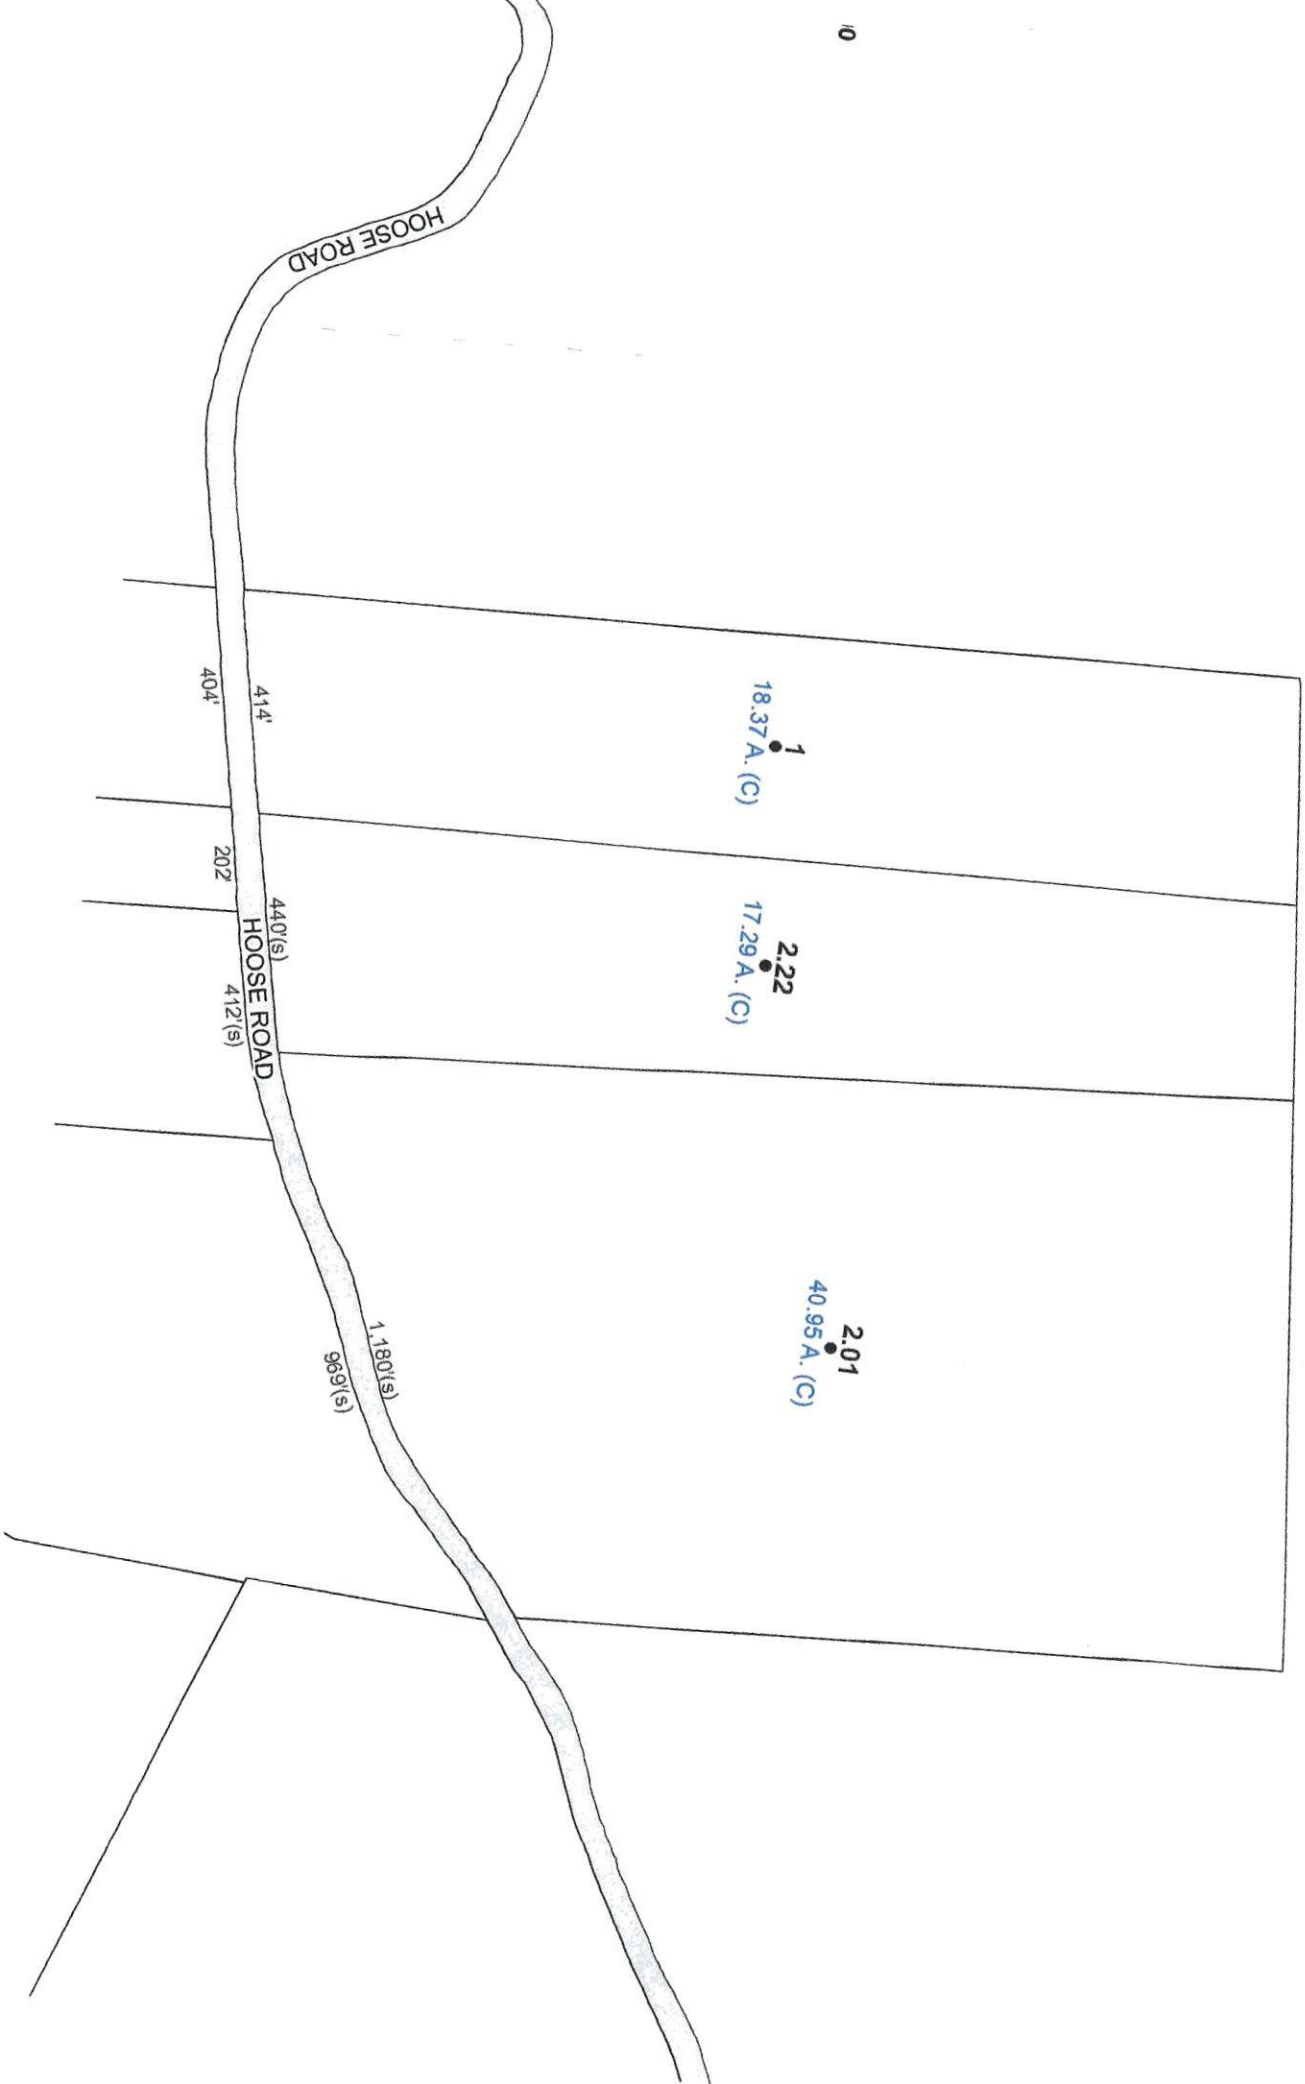 HOOSE ROAD
1
18.37 A. (C)
414'
404'
2.22
17.29 A. (C)
440'(s)
202'
HOOSE ROAD
412'(s)
2.01
40.95 A. (C)
1,180'(s)
969'(s)